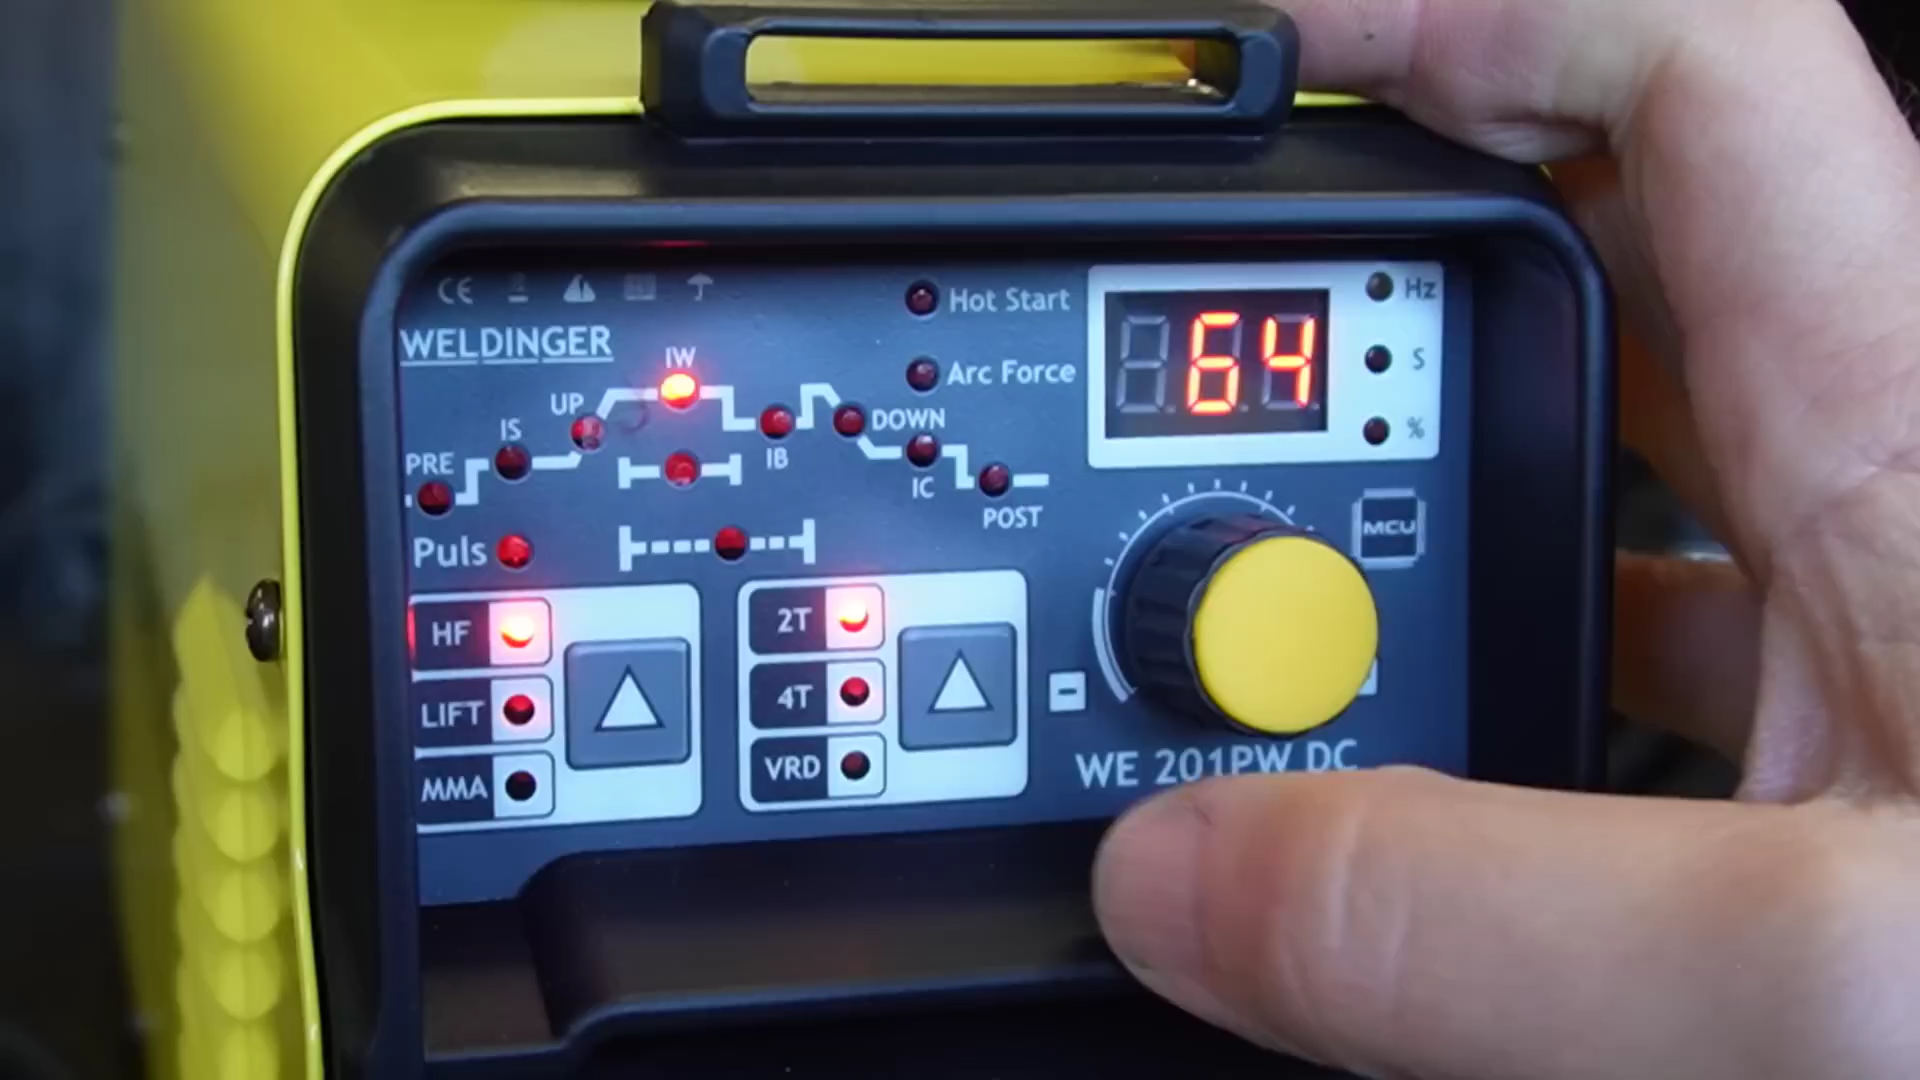 CE
WELDINGER
Hot Start
Arc Force
64
Hz
S
%
PRE
IS
UP
IW
IB
DOWN
IC
POST
Puls
MCU
HF
LIFT
MMA
2T
4T
VRD
-
WE 201PW DC